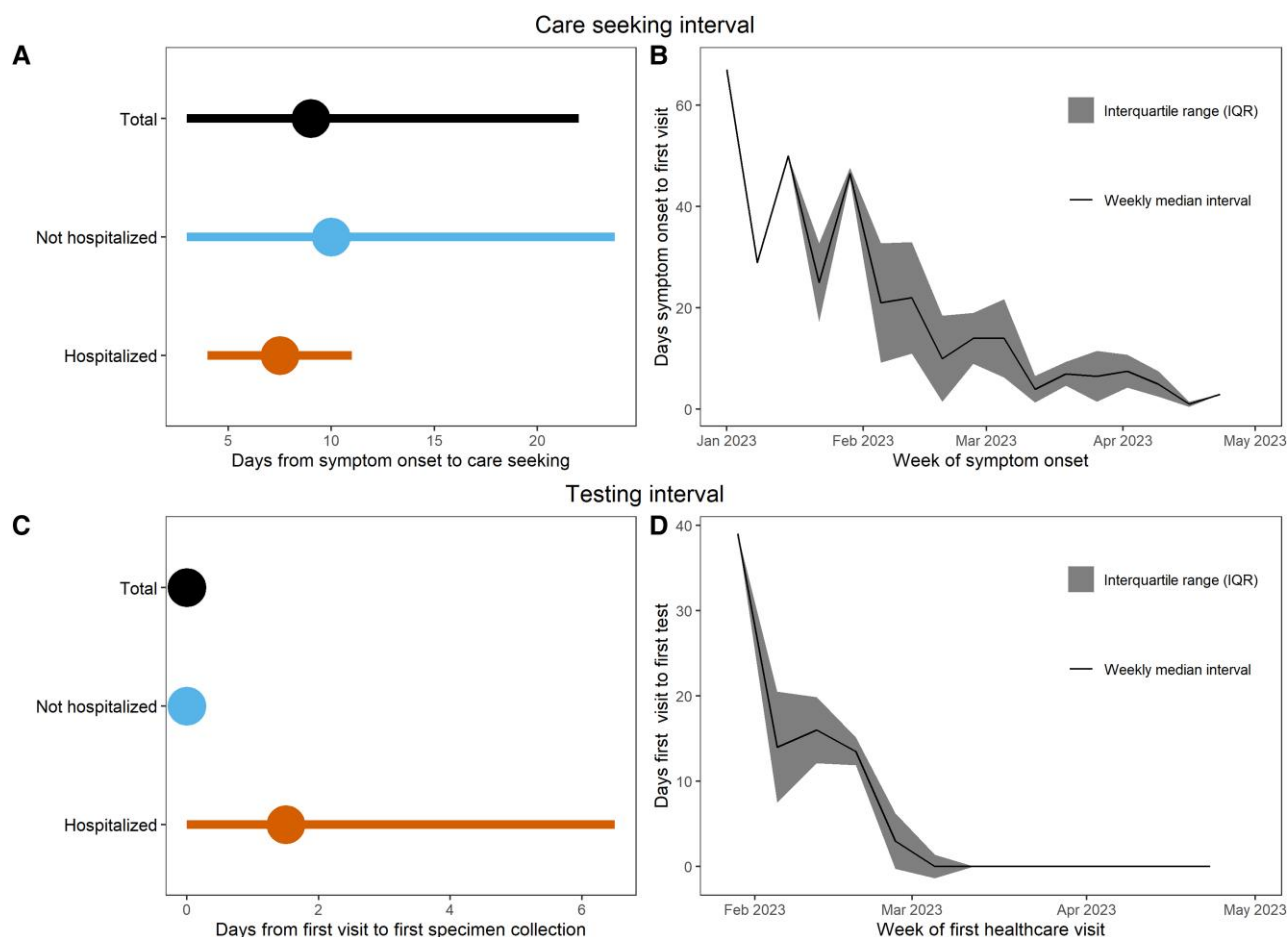 Care seeking interval
A
Total
Not hospitalized
Hospitalized
5 10 15 20
Days from symptom onset to care seeking
B
Days symptom onset to first visit
60
40
20
0
Interquartile range (IQR)
Weekly median interval
Jan 2023 Feb 2023 Mar 2023 Apr 2023 May 2023
Week of symptom onset
Testing interval
C
Total
Not hospitalized
Hospitalized
0 2 4 6
Days from first visit to first specimen collection
D
Days first visit to first test
40
30
20
10
0
Interquartile range (IQR)
Weekly median interval
Feb 2023 Mar 2023 Apr 2023 May 2023
Week of first healthcare visit